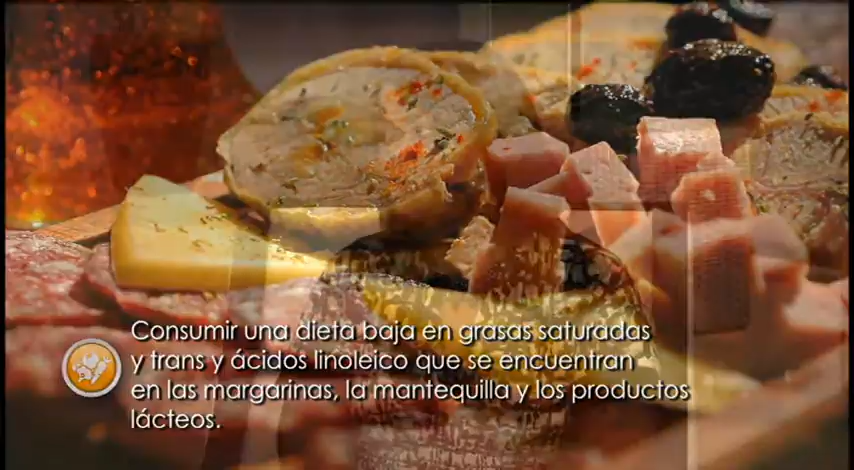 Consumir una dieta baja en grasas saturadas
y trans y ácidos linoleico que se encuentran
en las margarinas, la mantequilla y los productos
lácteos.